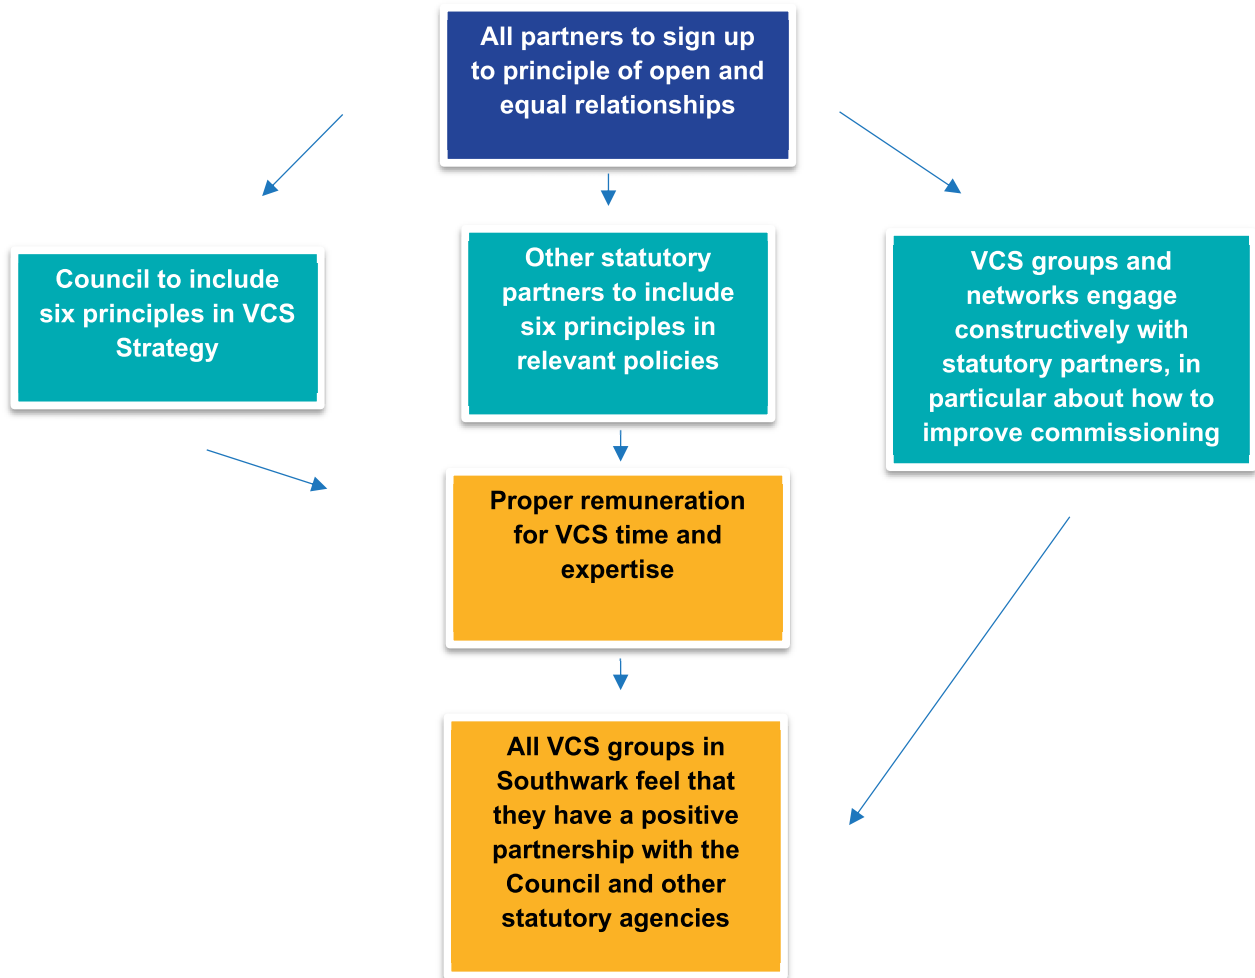 All partners to sign up
to principle of open and
equal relationships
Council to include
six principles in VCS
Strategy
Other statutory
partners to include
six principles in
relevant policies
VCS groups and
networks engage
constructively with
statutory partners, in
particular about how to
improve commissioning
Proper remuneration
for VCS time and
expertise
All VCS groups in
Southwark feel that
they have a positive
partnership with the
Council and other
statutory agencies